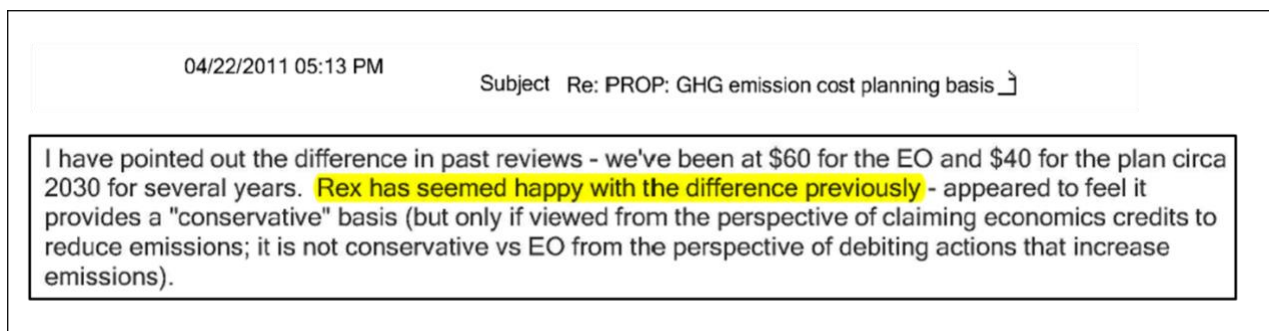 04/22/2011 05:13 PM
Subject Re: PROP: GHG emission cost planning basis
I have pointed out the difference in past reviews - we've been at $60 for the EO and $40 for the plan circa
2030 for several years. Rex has seemed happy with the difference previously - appeared to feel it
provides a "conservative" basis (but only if viewed from the perspective of claiming economics credits to
reduce emissions; it is not conservative vs EO from the perspective of debiting actions that increase
emissions).